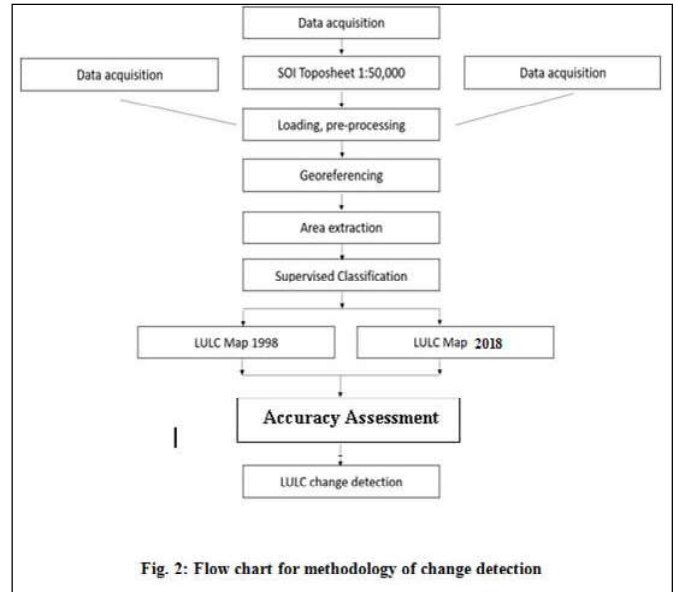 Data acquisition
SOI Toposheet 1:50,000
Data acquisition
Data acquisition
Loading, pre-processing
Georeferencing
Area extraction
Supervised Classification
LULC Map 1998
LULC Map 2018
Accuracy Assessment
LULC change detection
Fig. 2: Flow chart for methodology of change detection